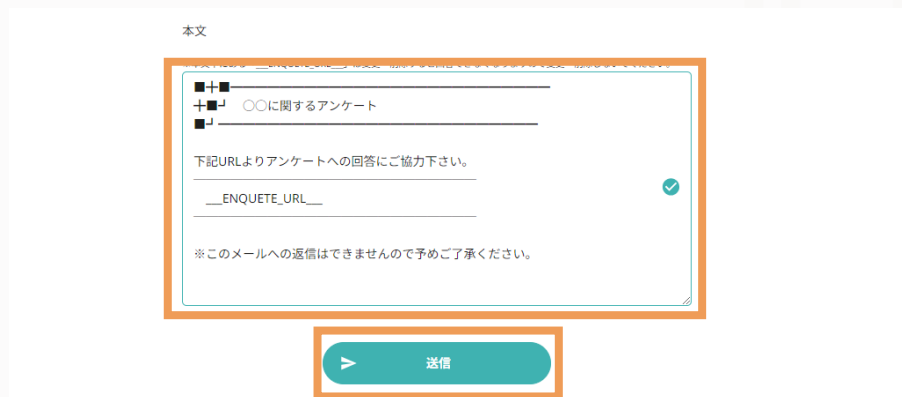 本文
■╋■━━━━━━━━━━━━━━━━━━━━━━━━━━
╋■┛ ○○に関するアンケート
■┛━━━━━━━━━━━━━━━━━━━━━━━━━━
下記URLよりアンケートへの回答にご協力下さい。
___ENQUETE_URL___
※このメールへの返信はできませんので予めご了承ください。
送信